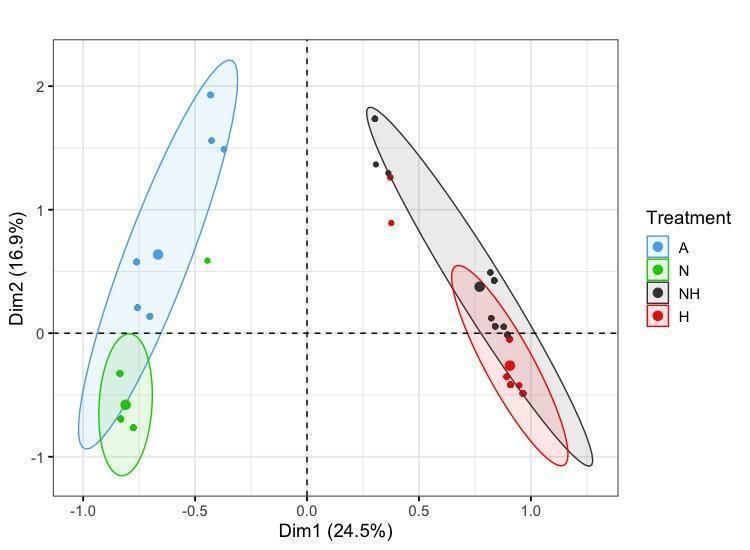 2
1
0
-1
-1.0 -0.5 0.0 0.5 1.0
Dim1 (24.5%)
Dim2 (16.9%)
Treatment
A
N
NH
H